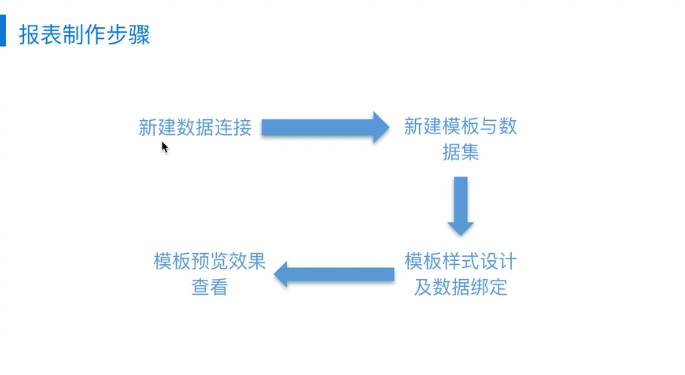 报表制作步骤
新建数据连接
新建模板与数
据集
模板样式设计
及数据绑定
模板预览效果
查看